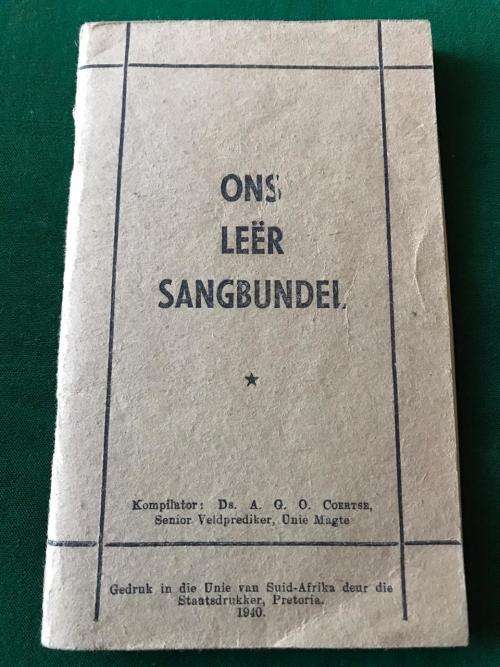 ONS
LEËR
SANGBUNDEL
Kompilator: Ds. A. G. O. COERTSE,
Senior Veldprediker, Unie Magte
Gedruk in die Unie van Suid-Afrika deur die
Staatsdrukker, Pretoria.
1940.